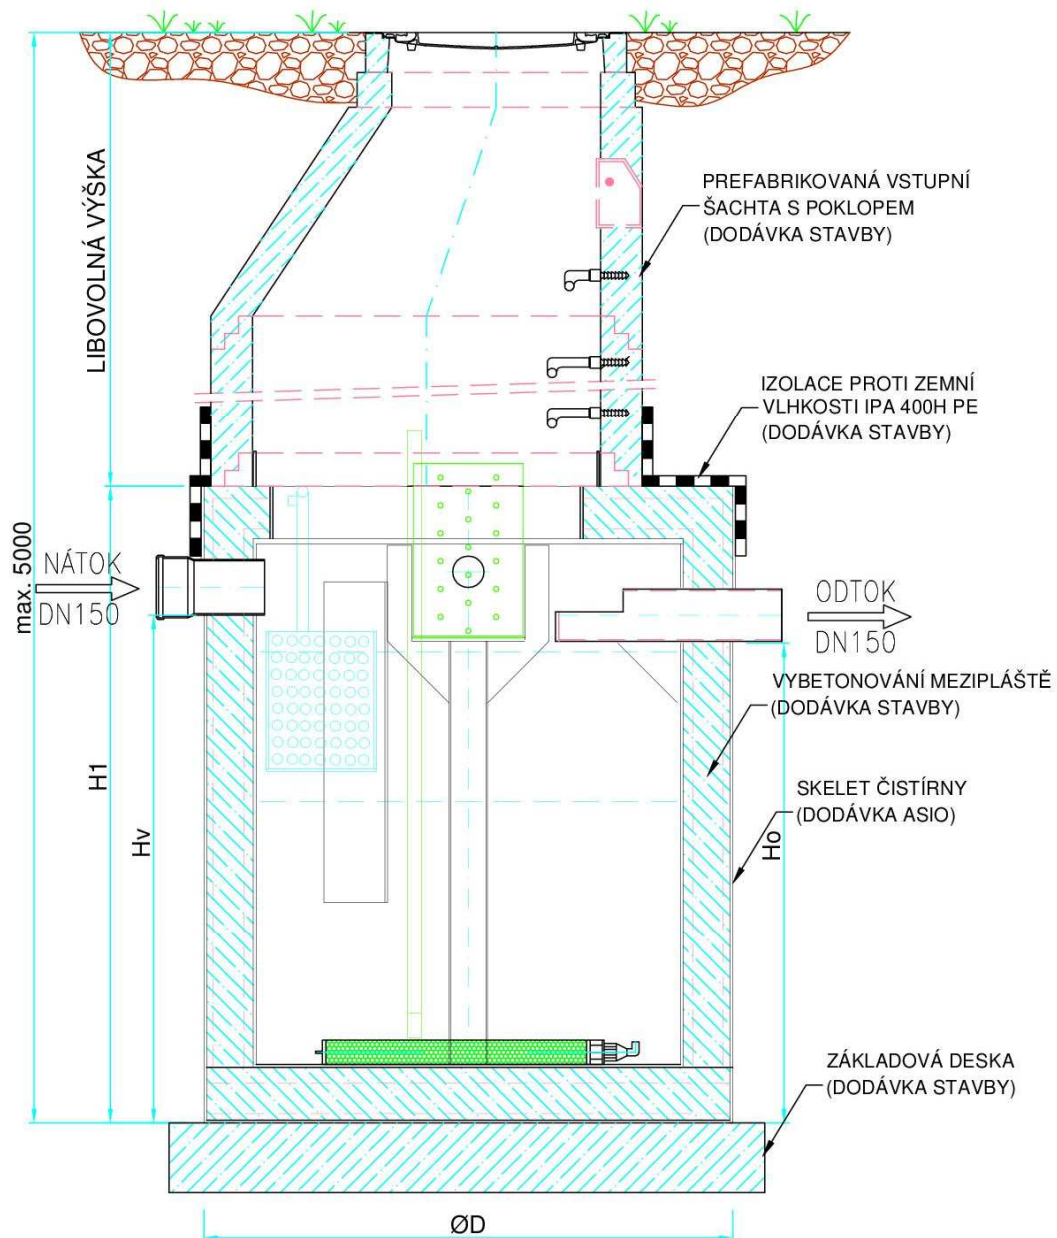 LIBOVOLNÁ VÝŠKA
max. 5000
PREFABRIKOVANÁ VSTUPNÍ
ŠACHTA S POKLOPEM
(DODÁVKA STAVBY)
IZOLACE PROTI ZEMNÍ
VLHKOSTI IPA 400H PE
(DODÁVKA STAVBY)
NÁTOK
DN150
ODTOK
DN150
VYBETONOVÁNÍ MEZIPLÁŠTĚ
(DODÁVKA STAVBY)
SKELET ČISTÍRNY
(DODÁVKA ASIO)
H1
Hv
Ho
ZÁKLADOVÁ DESKA
(DODÁVKA STAVBY)
ØD